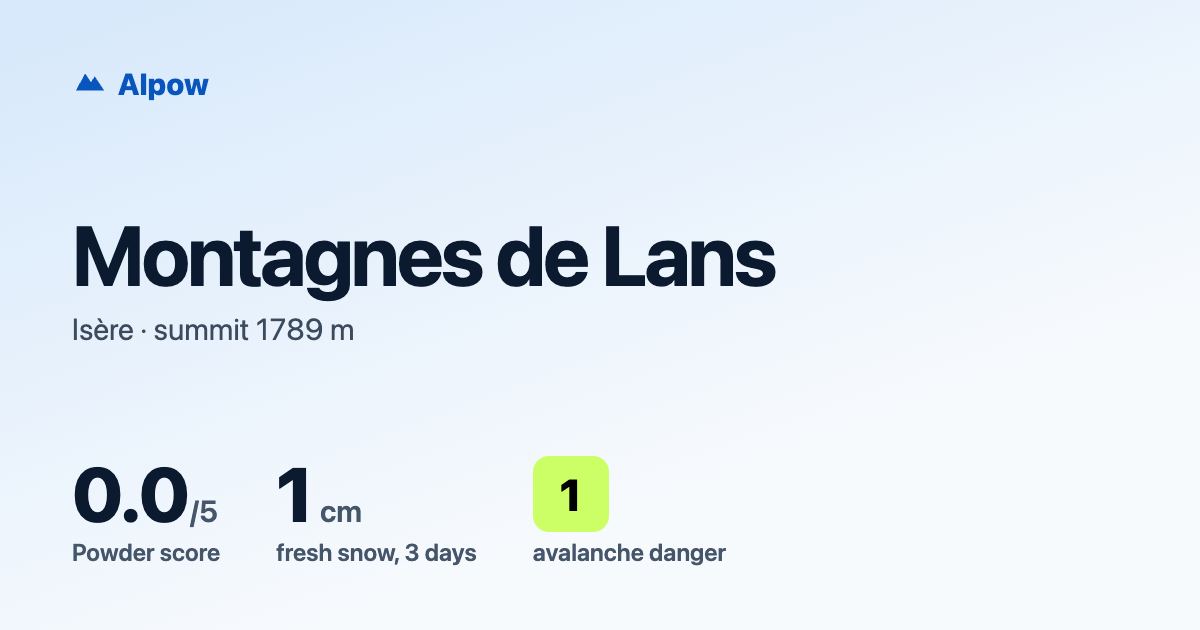 Alpow
Montagnes de Lans
Isère · summit 1789 m
0.0/5
Powder score
1 cm
fresh snow, 3 days
1
avalanche danger